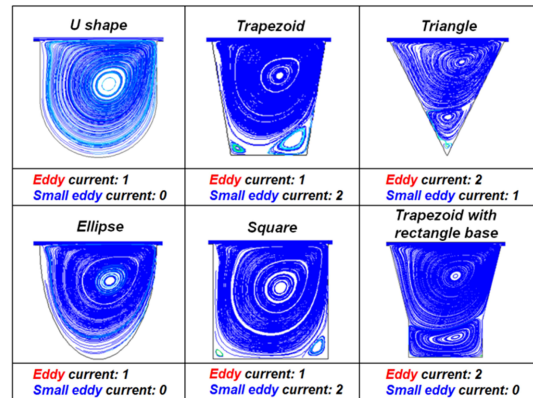 U shape
Trapezoid
Triangle
Eddy current: 1
Small eddy current: 0
Eddy current: 1
Small eddy current: 2
Eddy current: 2
Small eddy current: 1
Ellipse
Square
Trapezoid with
rectangle base
Eddy current: 1
Small eddy current: 0
Eddy current: 1
Small eddy current: 2
Eddy current: 2
Small eddy current: 0